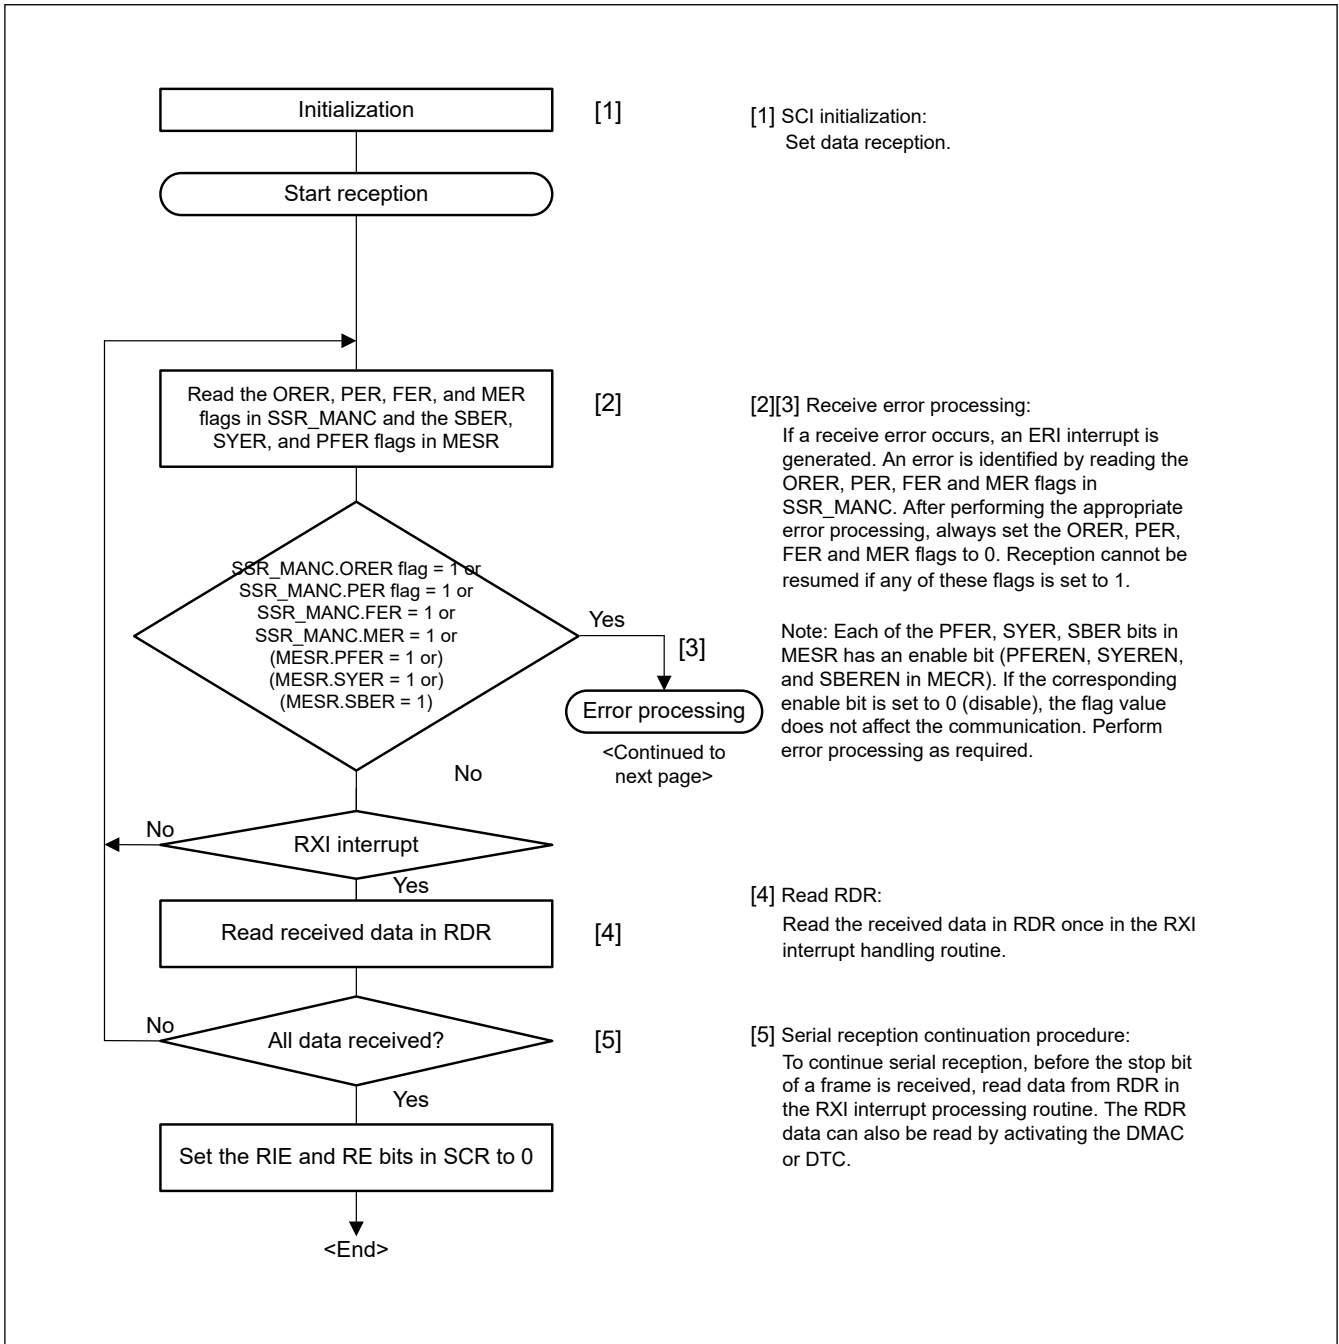 Initialization
[1]
[1] SCI initialization:
Set data reception.
Start reception
Read the ORER, PER, FER, and MER
flags in SSR_MANC and the SBER,
SYER, and PFER flags in MESR
[2]
[2][3] Receive error processing:
If a receive error occurs, an ERI interrupt is
generated. An error is identified by reading the
ORER, PER, FER and MER flags in
SSR_MANC. After performing the appropriate
error processing, always set the ORER, PER,
FER and MER flags to 0. Reception cannot be
resumed if any of these flags is set to 1.
Note: Each of the PFER, SYER, SBER bits in
MESR has an enable bit (PFEREN, SYEREN,
and SBEREN in MECR). If the corresponding
enable bit is set to 0 (disable), the flag value
does not affect the communication. Perform
error processing as required.
SSR_MANC.ORER flag = 1 or
SSR_MANC.PER flag = 1 or
SSR_MANC.FER = 1 or
SSR_MANC.MER = 1 or
(MESR.PFER = 1 or)
(MESR.SYER = 1 or)
(MESR.SBER = 1)
Yes
[3]
Error processing
<Continued to
next page>
No
No
RXI interrupt
Yes
Read received data in RDR
[4]
[4] Read RDR:
Read the received data in RDR once in the RXI
interrupt handling routine.
No
All data received?
[5]
[5] Serial reception continuation procedure:
To continue serial reception, before the stop bit
of a frame is received, read data from RDR in
the RXI interrupt processing routine. The RDR
data can also be read by activating the DMAC
or DTC.
Yes
Set the RIE and RE bits in SCR to 0
<End>